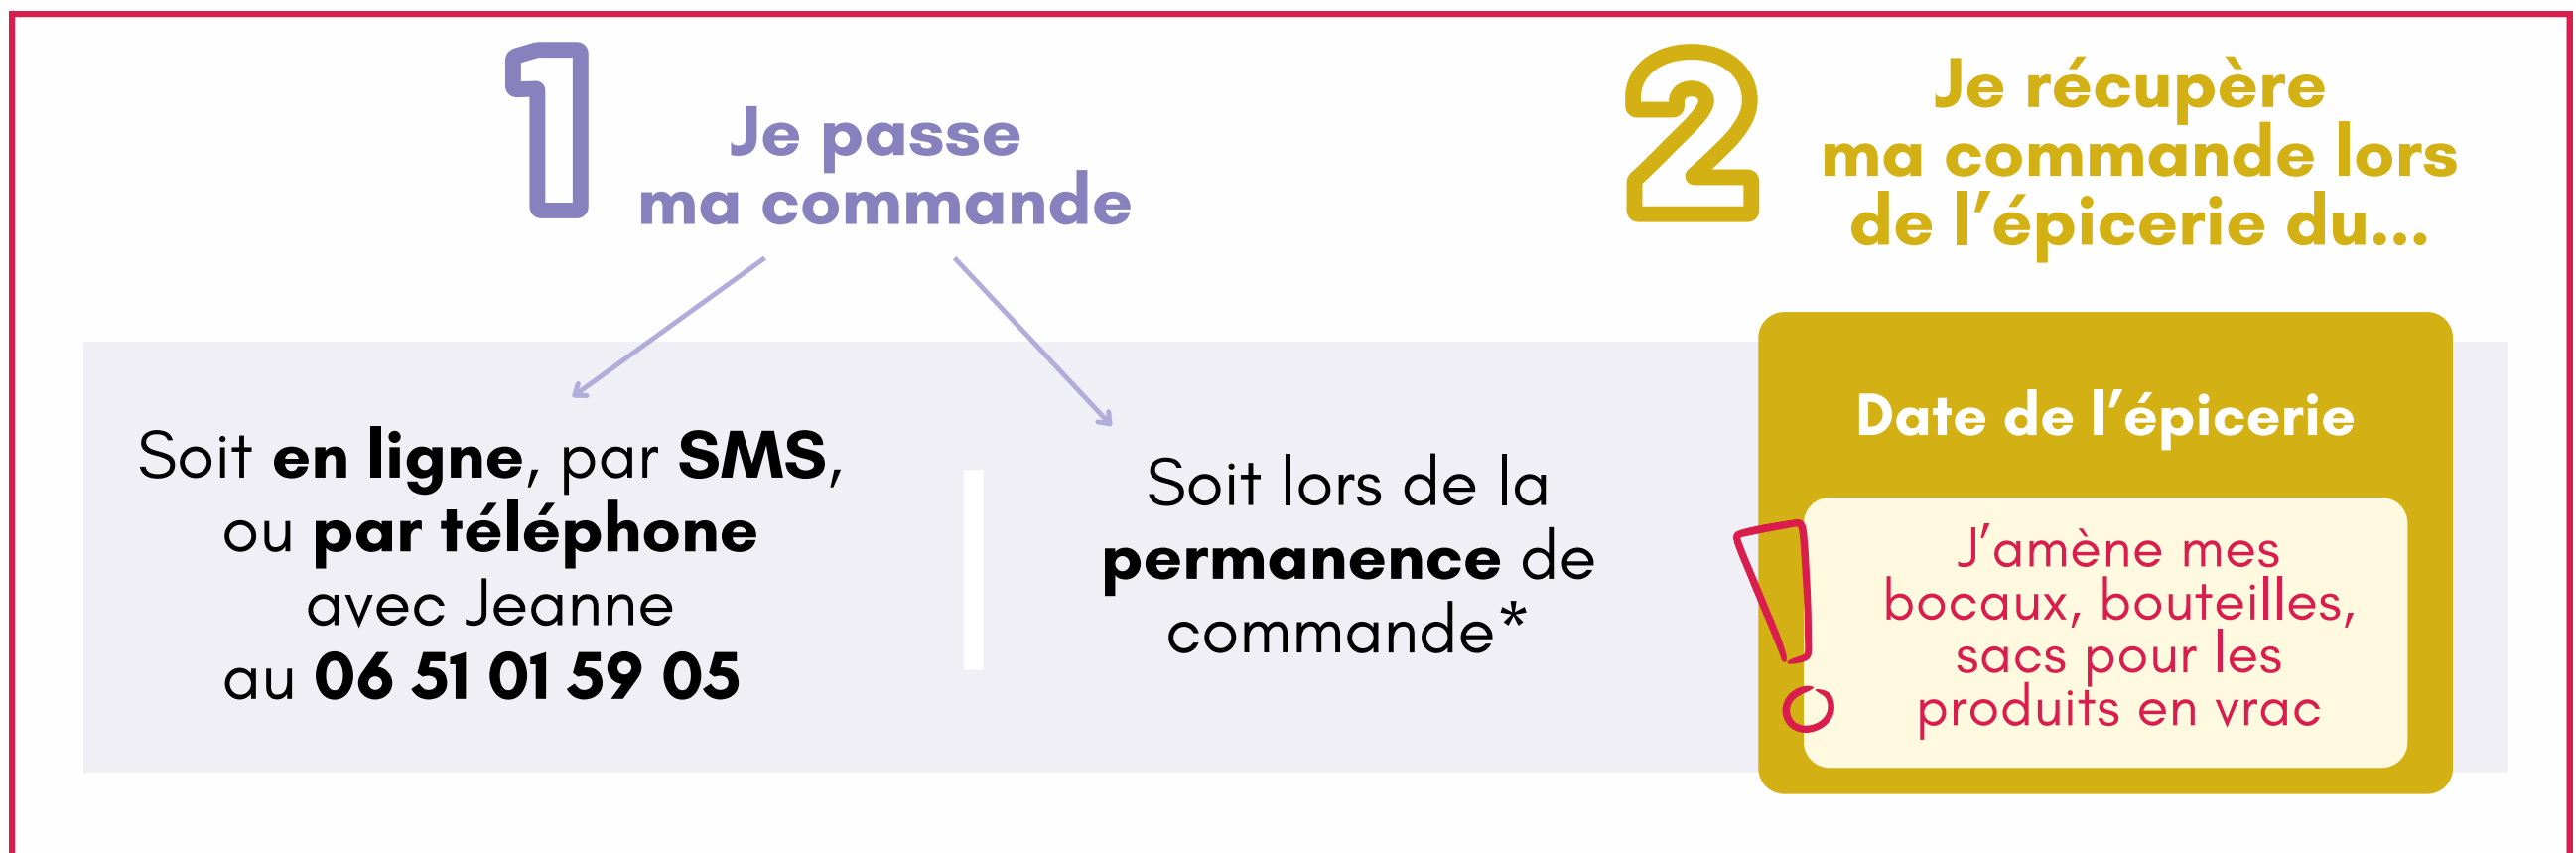 1
Je passe
ma commande
2
Je récupère
ma commande lors
de l’épicerie du...
Soit en ligne, par SMS,
ou par téléphone
avec Jeanne
au 06 51 01 59 05
Soit lors de la
permanence de
commande*
Date de l’épicerie
!
J’amène mes
bocaux, bouteilles,
sacs pour les
produits en vrac